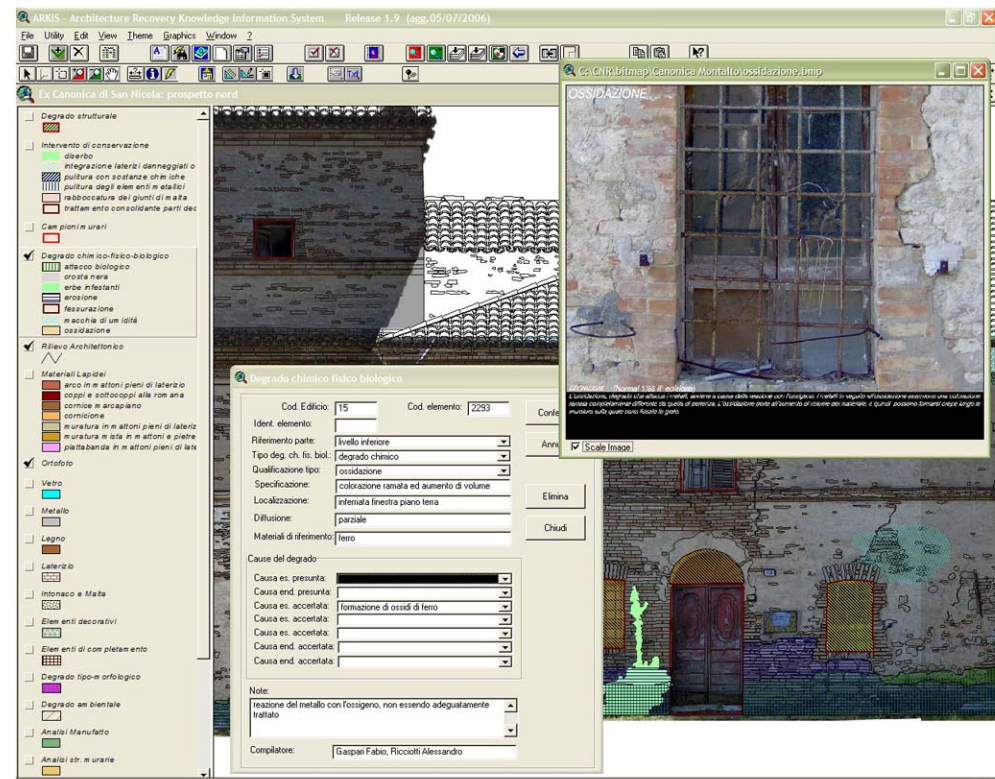 ARKIS - Architecture Recovery Knowledge Information System Release 1.9 (agg.05/07/2006)
File Utility Edit View Theme Graphics Window ?
Ex Canonica di San Nicola: prospetto nord
Degrado strutturale
Intervento di conservazione
diserbo
integrazione laterizi danneggiati o
pulitura con sostanze chimiche
pulitura degli elementi metallici
rabboccatura dei giunti di malta
trattamento consolidante parti dec
Campioni murari
Degrado chimico-fisico-biologico
attacco biologico
crosta nera
erbe infestanti
erosione
fessurazione
macchia di umidità
ossidazione
Rilievo Architettonico
Materiali Lapidei
arco in mattoni pieni di laterizio
coppi e sottocoppi alla romana
cornice marcapiano
cornicione
muratura in mattoni pieni di lateriz
muratura mista in mattoni e pietre
piattabanda in mattoni pieni di late
Ortofoto
Vetro
Metallo
Legno
Laterizio
Intonaco e Malta
Elementi decorativi
Elementi di completamento
Degrado tipo-morfologico
Degrado ambientale
Analisi Manufatto
Analisi str. murarie
C:\CNR\bitmap\Canonica Montalto\ossidazione.bmp
OSSIDAZIONE
Scale Image
Degrado chimico fisico biologico
Cod. Edificio: 15 Cod. elemento: 2293
Ident. elemento:
Riferimento parte: livello inferiore
Tipo deg. ch. fis. biol.: degrado chimico
Qualificazione tipo: ossidazione
Specificazione: colorazione ramata ed aumento di volume
Localizzazione: inferriata finestra piano terra
Diffusione: parziale
Materiali di riferimento: ferro
Confe
Annu
Elimina
Chiudi
Cause del degrado
Causa es. presunta:
Causa end. presunta:
Causa es. accertata: formazione di ossidi di ferro
Causa es. accertata:
Causa es. accertata:
Causa end. accertata:
Causa end. accertata:
Note:
reazione del metallo con l'ossigeno, non essendo adeguatamente
trattato
Compilatore: Gaspari Fabio, Ricciotti Alessandro